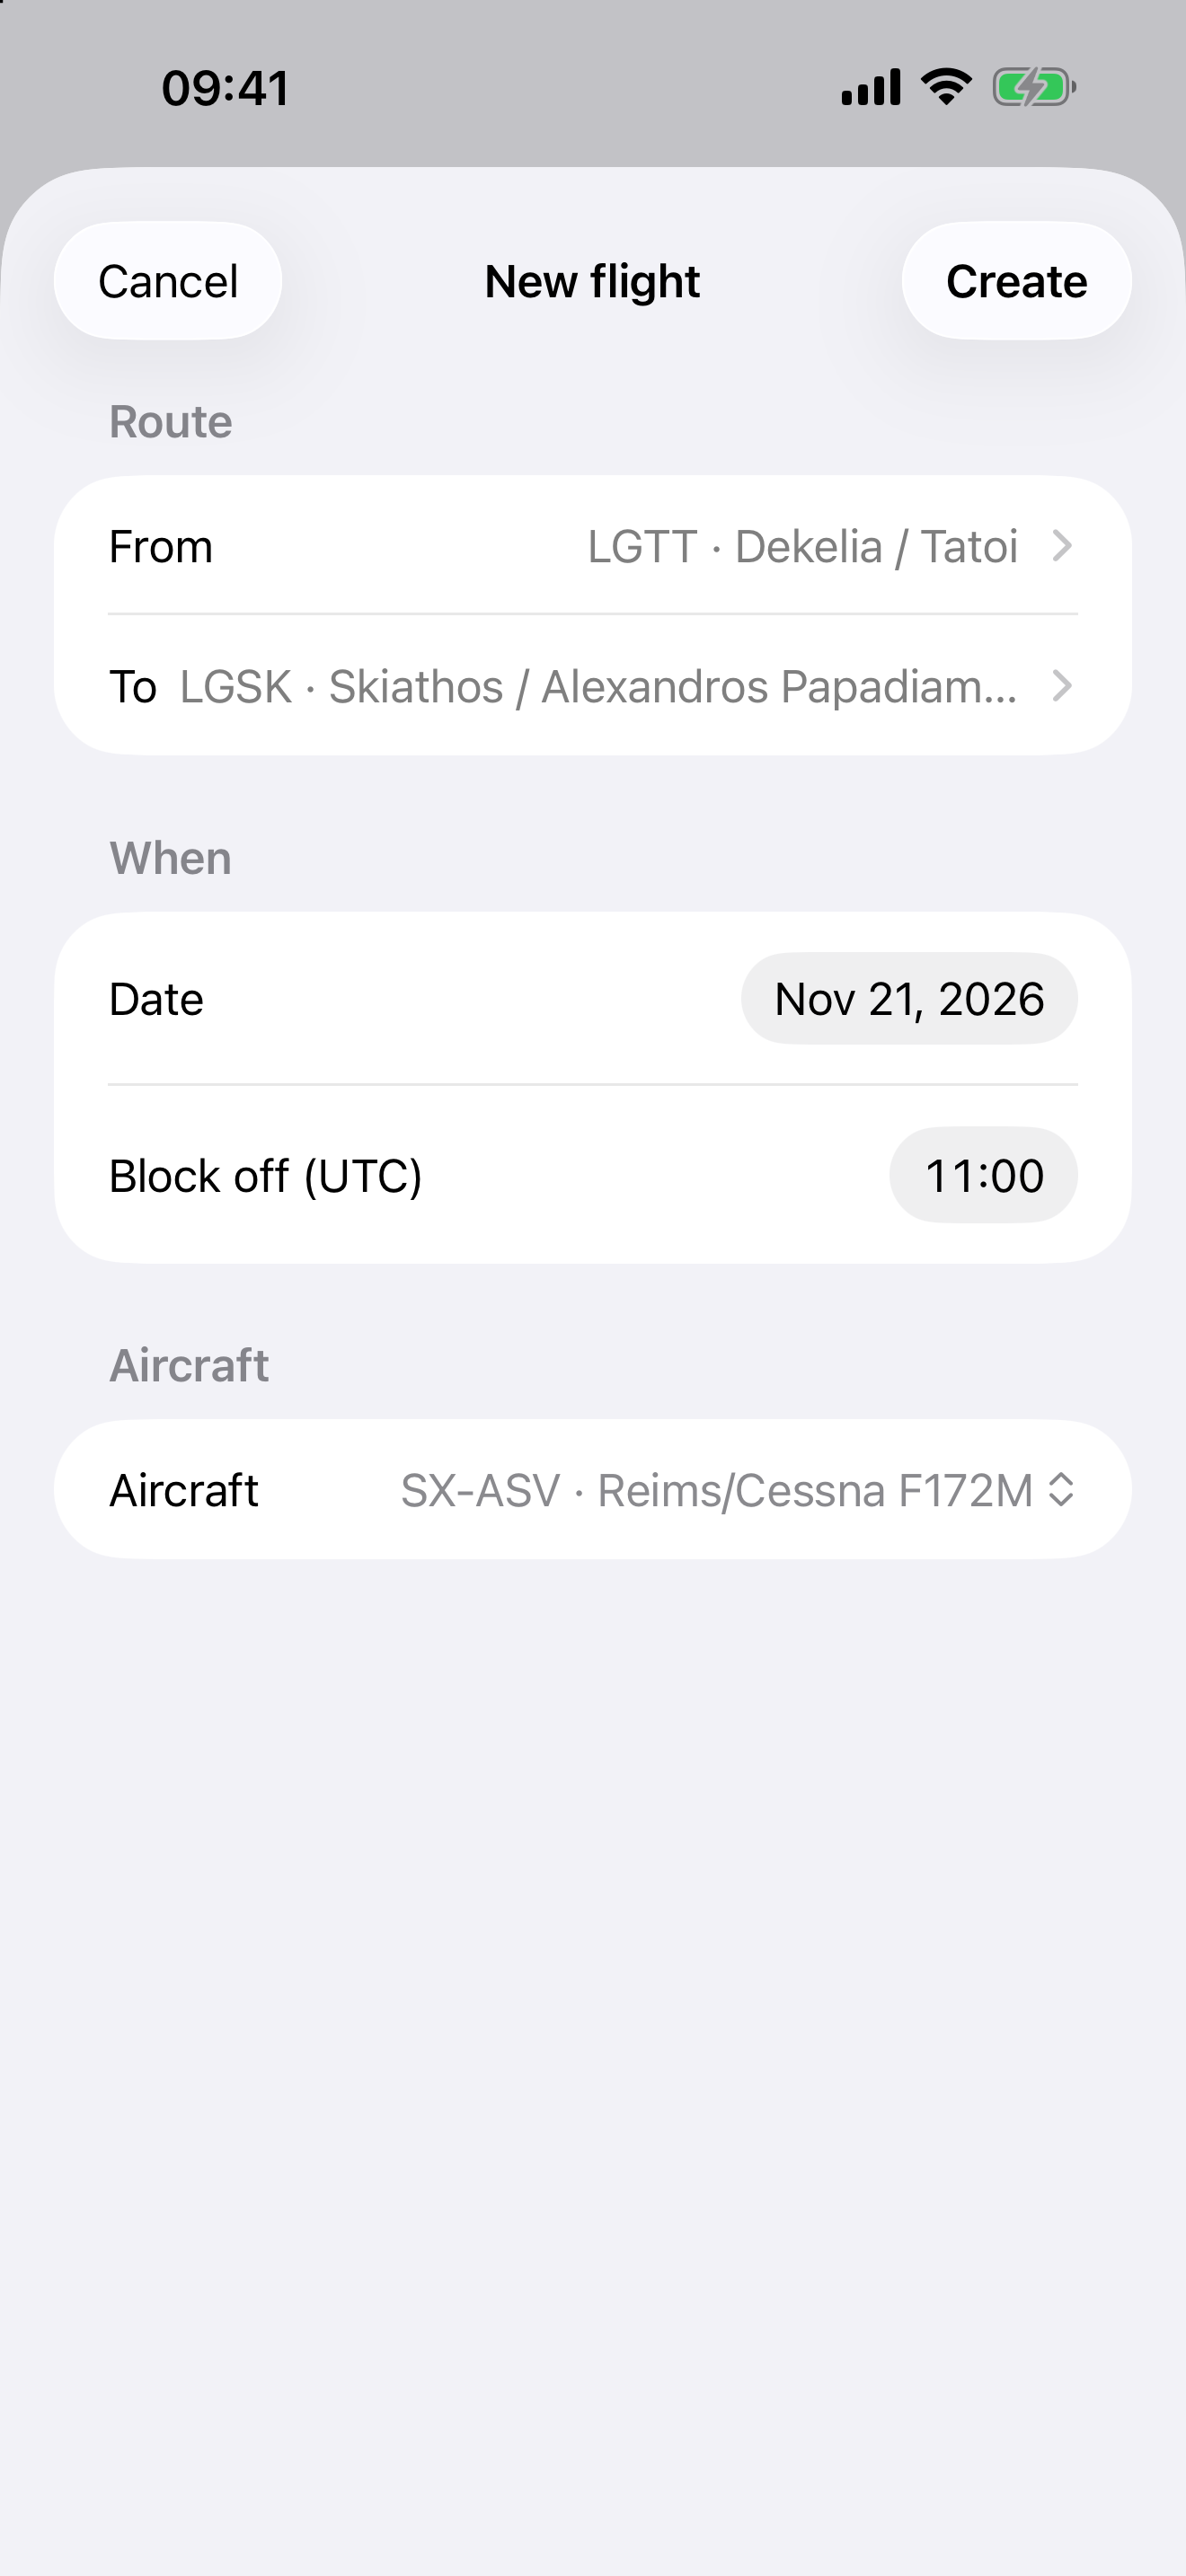 09:41
Cancel
New flight
Create
Route
From
LGTT · Dekelia / Tatoi
To LGSK · Skiathos / Alexandros Papadiam...
When
Date
Nov 21, 2026
Block off (UTC)
11:00
Aircraft
Aircraft
SX-ASV · Reims/Cessna F172M